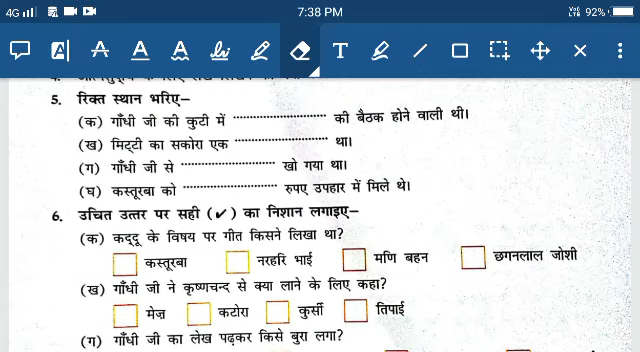 4G 7:38 PM VoD LTE 92%
5. रिक्त स्थान भरिए–
(क) गाँधी जी की कुटी में ........................ की बैठक होने वाली थी।
(ख) मिट्टी का सकोरा एक ........................ था।
(ग) गाँधी जी से ........................ खो गया था।
(घ) कस्तूरबा को ........................ रुपए उपहार में मिले थे।
6. उचित उत्तर पर सही (✔) का निशान लगाइए–
(क) कद्दू के विषय पर गीत किसने लिखा था?
कस्तूरबा नरहरि भाई मणि बहन छगनलाल जोशी
(ख) गाँधी जी ने कृष्णचन्द से क्या लाने के लिए कहा?
मेज़ कटोरा कुर्सी तिपाई
(ग) गाँधी जी का लेख पढ़कर किसे बुरा लगा?